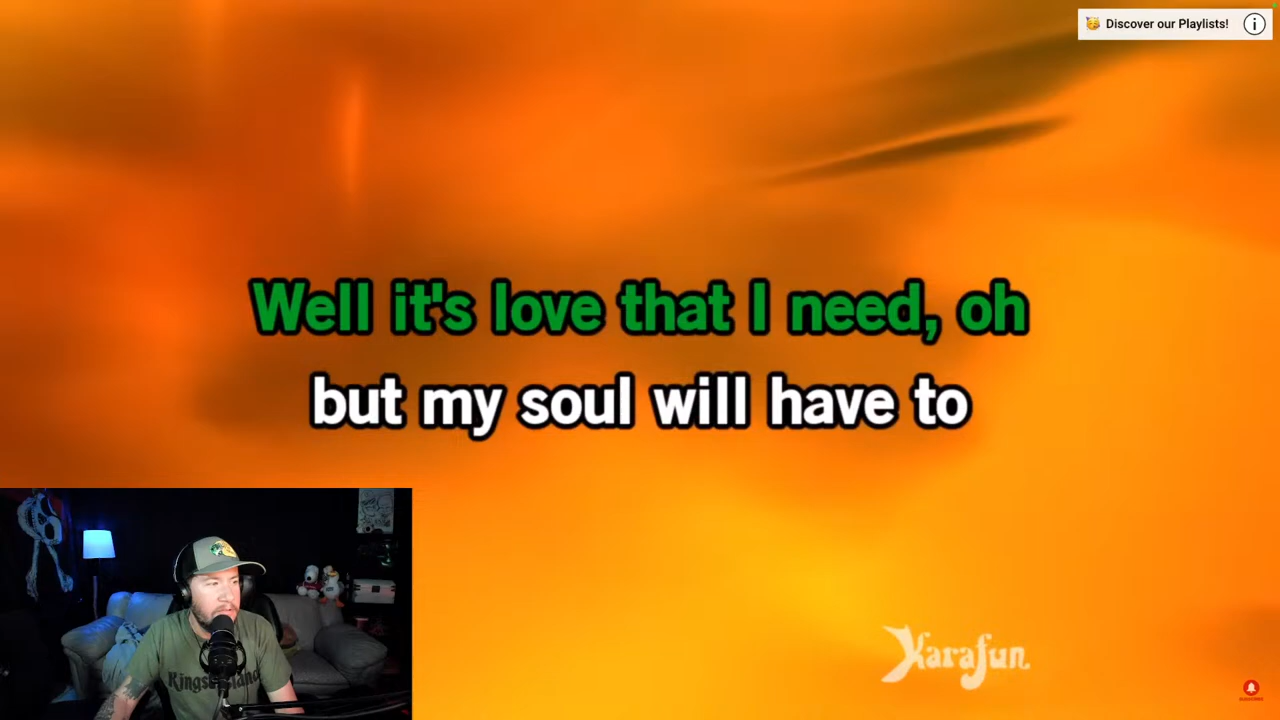 Discover our Playlists!
Well it's love that I need, oh
but my soul will have to
Karafun